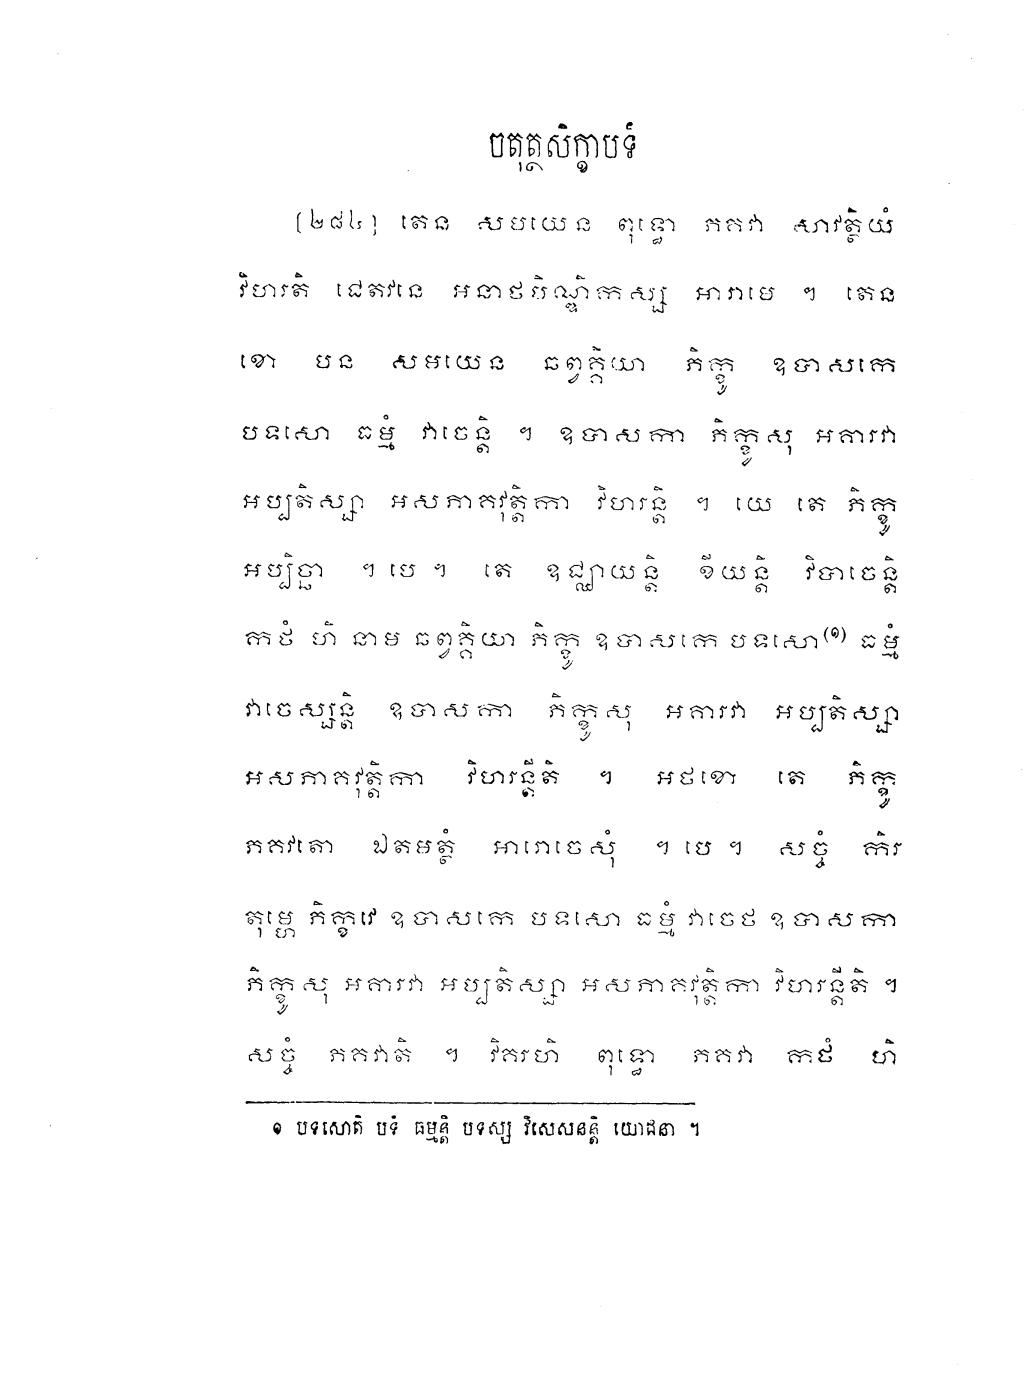 ចតុត្ថសិក្ខាបទំ
[២៨៤] តេន សមយេន ពុទ្ធោ ភគវា សាវត្ថិយំ
វិហរតិ ជេតវនេ អនាថបិណ្ឌិកស្ស អារាមេ ។ តេន
ខោ បន សមយេន ឆព្វគ្គិយា ភិក្ខូ ឧបាសកេ
បទសោ ធម្មំ វាចេន្តិ ។ ឧបាសកា ភិក្ខូសុ អគារវា
អប្បតិស្សា អសភាគវុត្តិកា វិហរន្តិ ។ យេ តេ ភិក្ខូ
អប្បិច្ឆា ។ បេ ។ តេ ឧជ្ឈាយន្តិ ខីយន្តិ វិបាចេន្តិ
កថំ ហិ នាម ឆព្វគ្គិយា ភិក្ខូ ឧបាសកេ បទសោ(១) ធម្មំ
វាចេស្សន្តិ ឧបាសកា ភិក្ខូសុ អគារវា អប្បតិស្សា
អសភាគវុត្តិកា វិហរន្តីតិ ។ អថខោ តេ ភិក្ខូ
ភគវតោ ឯតមត្ថំ អារោចេសុំ ។ បេ ។ សច្ចំ កិរ
តុម្ហេ ភិក្ខវេ ឧបាសកេ បទសោ ធម្មំ វាចេថ ឧបាសកា
ភិក្ខូសុ អគារវា អប្បតិស្សា អសភាគវុត្តិកា វិហរន្តីតិ ។
សច្ចំ ភគវាតិ ។ វិគរហិ ពុទ្ធោ ភគវា កថំ ហិ
១ បទសោតិ បទំ ធម្មន្តិ បទស្ស វិសេសនន្តិ យោជនា ។